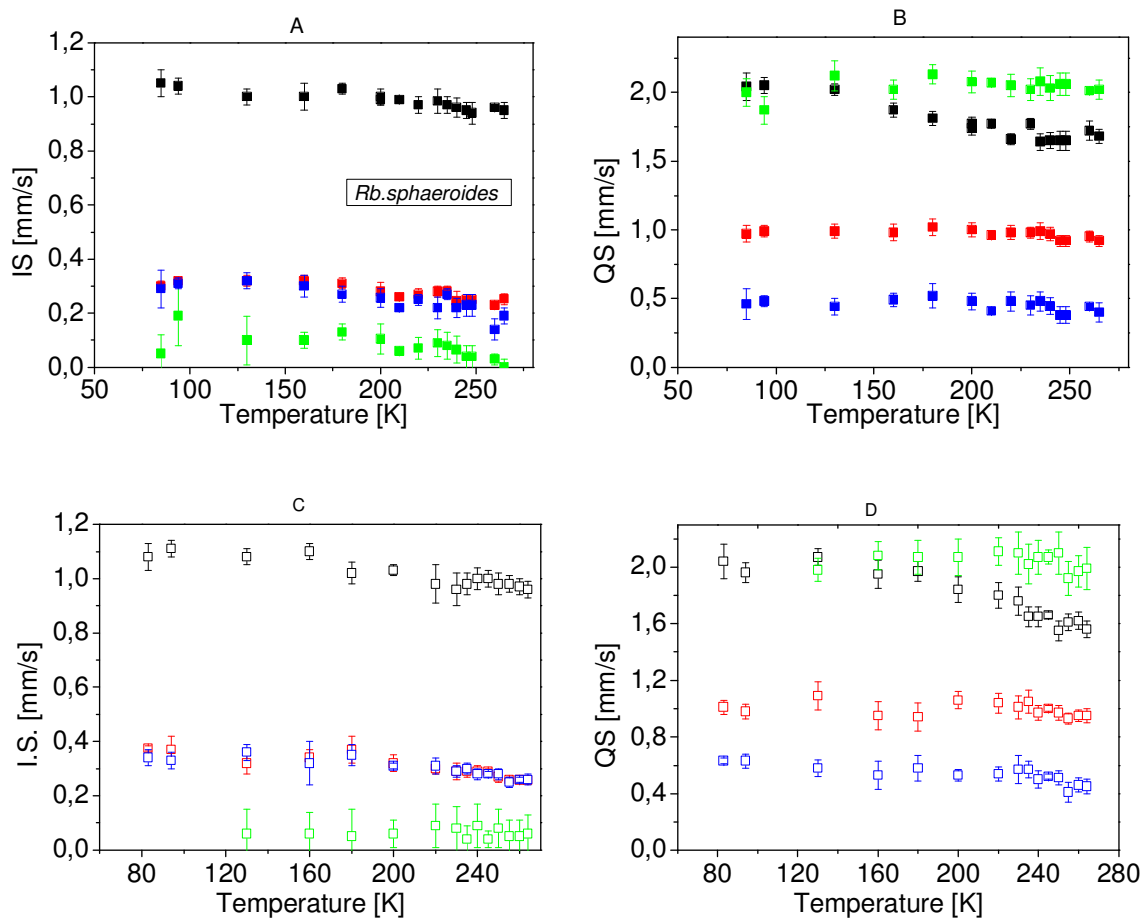 A
1,2
1,0
0,8
0,6
0,4
0,2
0,0
IS [mm/s]
Rb.sphaeroides
50 100 150 200 250
Temperature [K]
B
2,0
1,5
1,0
0,5
0,0
QS [mm/s]
50 100 150 200 250
Temperature [K]
C
1,2
1,0
0,8
0,6
0,4
0,2
0,0
I.S. [mm/s]
80 120 160 200 240
Temperature [K]
D
2,0
1,6
1,2
0,8
0,4
0,0
QS [mm/s]
80 120 160 200 240 280
Temperature [K]